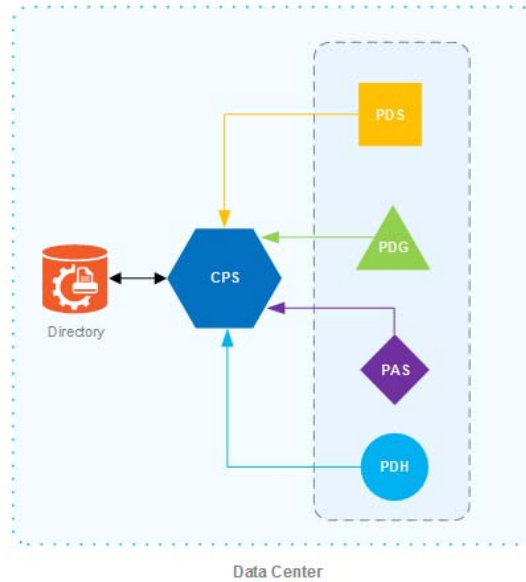 PDS
PDG
CPS
Directory
PAS
PDH
Data Center